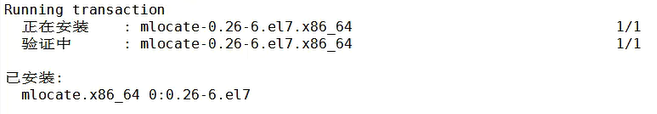 Running transaction
正在安装    : mlocate-0.26-6.el7.x86_64                                 1/1
验证中      : mlocate-0.26-6.el7.x86_64                                 1/1
已安装:
mlocate.x86_64 0:0.26-6.el7